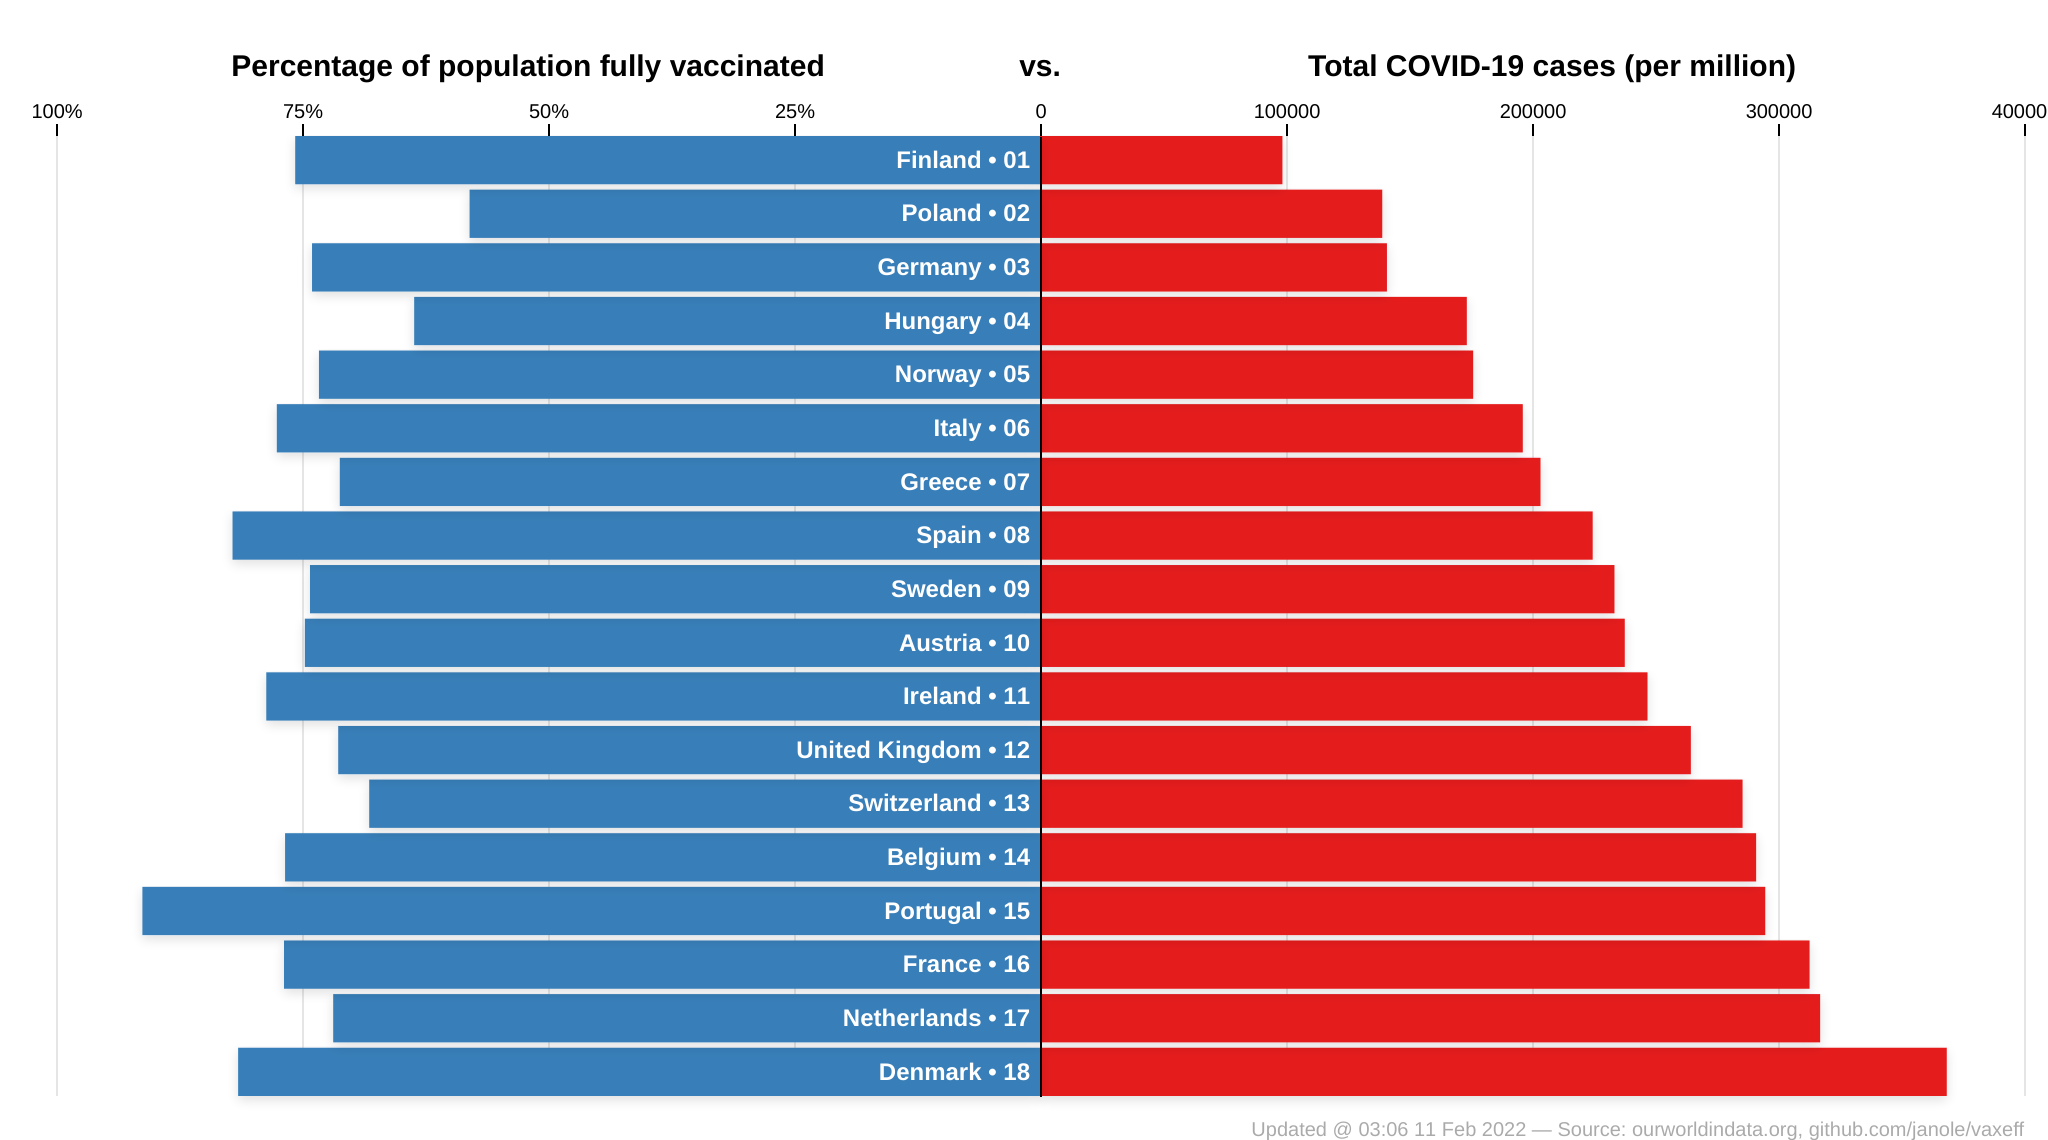 Percentage of population fully vaccinated vs. Total COVID-19 cases (per million)
100% 75% 50% 25% 0 100000 200000 300000 40000
Finland • 01
Poland • 02
Germany • 03
Hungary • 04
Norway • 05
Italy • 06
Greece • 07
Spain • 08
Sweden • 09
Austria • 10
Ireland • 11
United Kingdom • 12
Switzerland • 13
Belgium • 14
Portugal • 15
France • 16
Netherlands • 17
Denmark • 18
Updated @ 03:06 11 Feb 2022 — Source: ourworldindata.org, github.com/janole/vaxeff